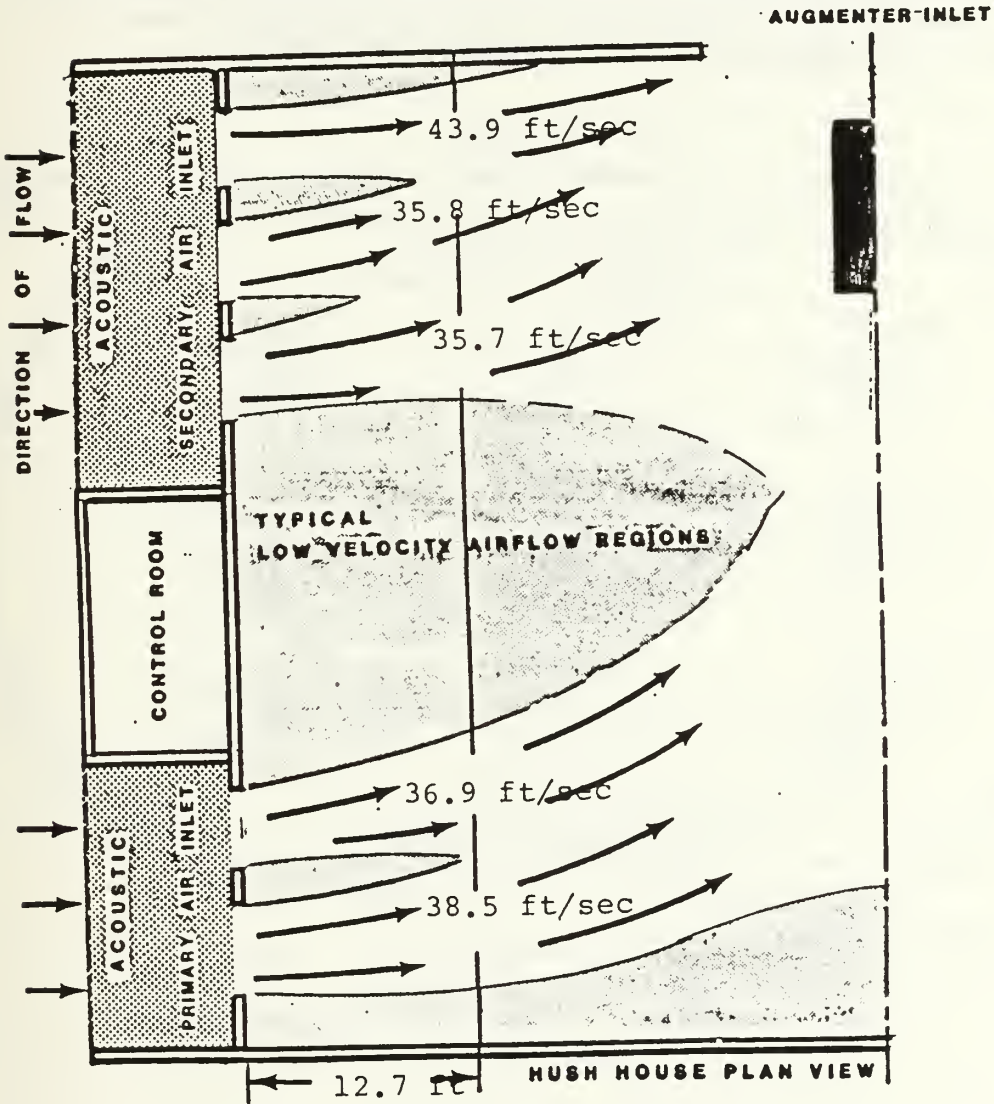 AUGMENTER-INLET
DIRECTION OF FLOW
ACOUSTIC
SECONDARY AIR INLET
43.9 ft/sec
35.8 ft/sec
35.7 ft/sec
TYPICAL
LOW VELOCITY AIRFLOW REGIONS
CONTROL ROOM
ACOUSTIC
PRIMARY AIR INLET
36.9 ft/sec
38.5 ft/sec
12.7 ft
HUSH HOUSE PLAN VIEW